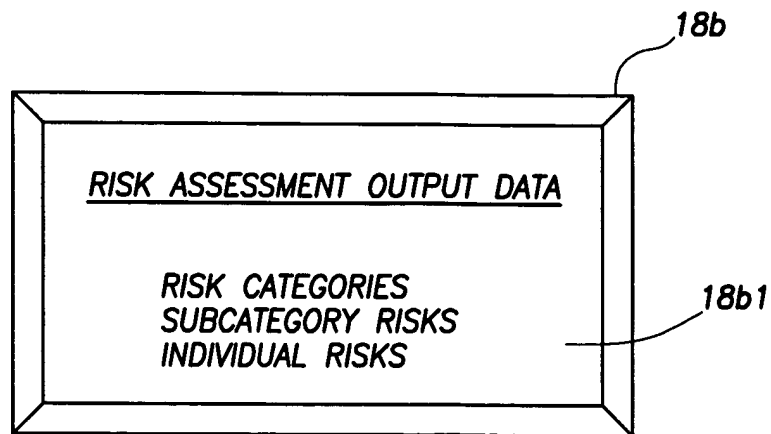 18b
RISK ASSESSMENT OUTPUT DATA
RISK CATEGORIES
SUBCATEGORY RISKS
18b1
INDIVIDUAL RISKS